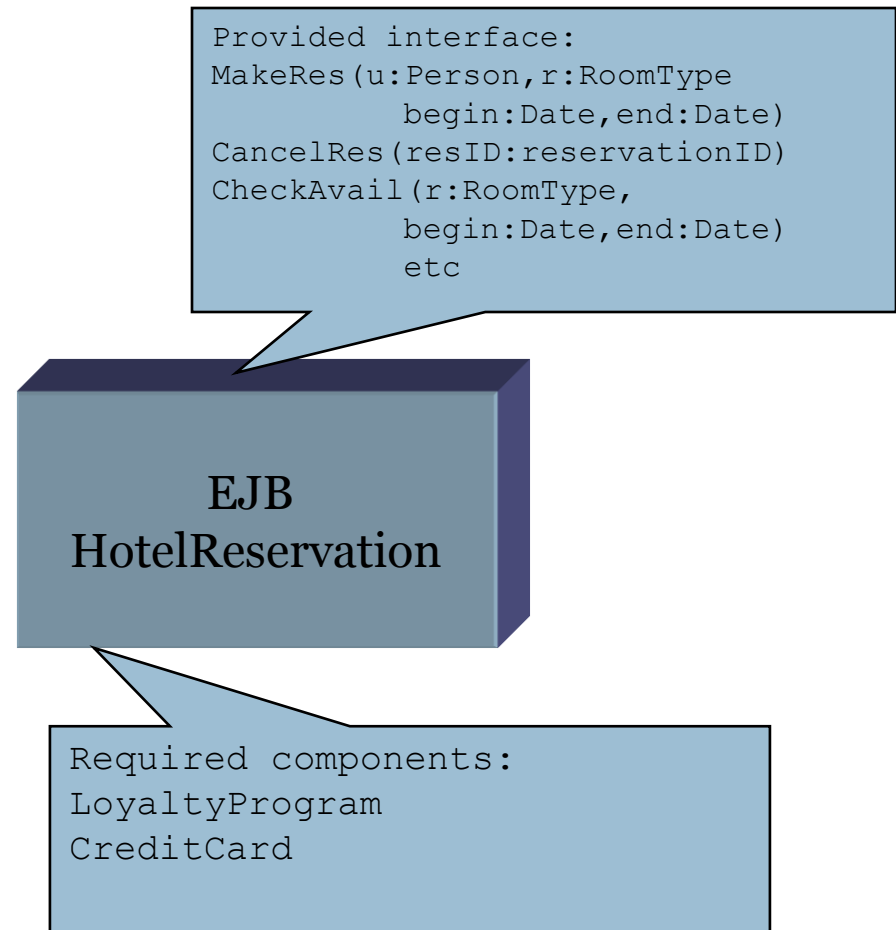 Provided interface:
MakeRes(u:Person,r:RoomType
begin:Date,end:Date)
CancelRes(resID:reservationID)
CheckAvail(r:RoomType,
begin:Date,end:Date)
etc
EJB
HotelReservation
Required components:
LoyaltyProgram
CreditCard